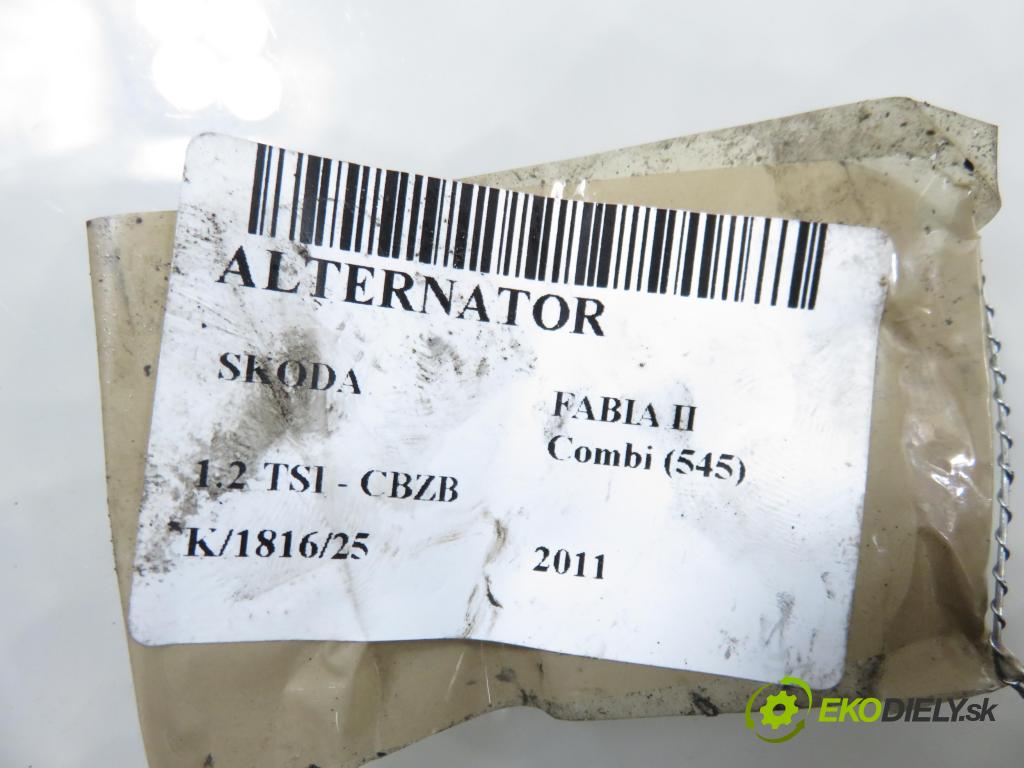 ALTERNATOR
SKODA
FABIA II
Combi (545)
1.2 TSI - CBZB
K/1816/25
2011
EKODIELY.sk